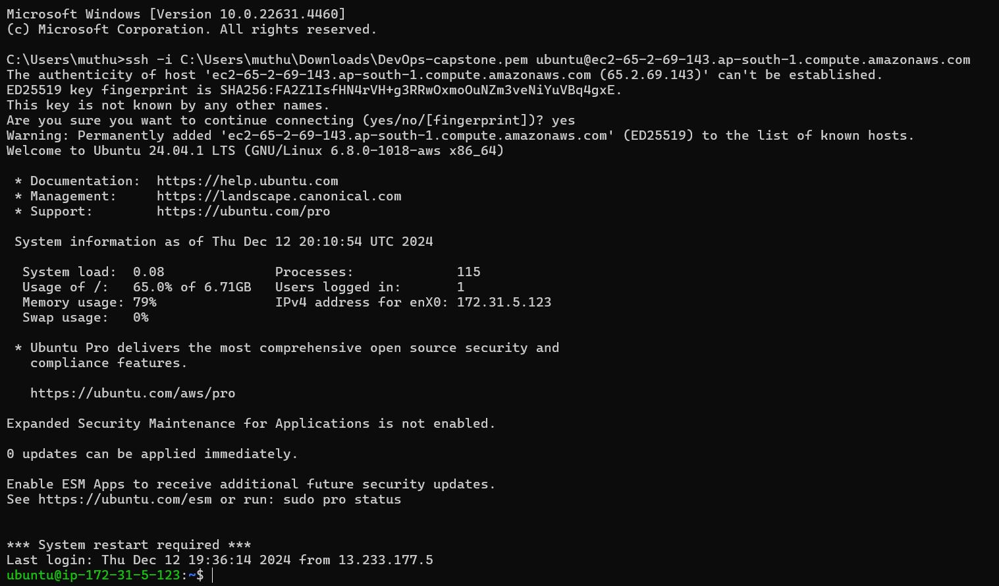 Microsoft Windows [Version 10.0.22631.4460]
(c) Microsoft Corporation. All rights reserved.
C:\Users\muthu>ssh -i C:\Users\muthu\Downloads\DevOps-capstone.pem ubuntu@ec2-65-2-69-143.ap-south-1.compute.amazonaws.com
The authenticity of host 'ec2-65-2-69-143.ap-south-1.compute.amazonaws.com (65.2.69.143)' can't be established.
ED25519 key fingerprint is SHA256:FA2Z1IsfHN4rVH+g3RRwOxmoOuNZm3veNiYuVBq4gxE.
This key is not known by any other names.
Are you sure you want to continue connecting (yes/no/[fingerprint])? yes
Warning: Permanently added 'ec2-65-2-69-143.ap-south-1.compute.amazonaws.com' (ED25519) to the list of known hosts.
Welcome to Ubuntu 24.04.1 LTS (GNU/Linux 6.8.0-1018-aws x86_64)
 * Documentation:  https://help.ubuntu.com
 * Management:     https://landscape.canonical.com
 * Support:        https://ubuntu.com/pro
 System information as of Thu Dec 12 20:10:54 UTC 2024
  System load:  0.08              Processes:             115
  Usage of /:   65.0% of 6.71GB   Users logged in:       1
  Memory usage: 79%               IPv4 address for enX0: 172.31.5.123
  Swap usage:   0%
 * Ubuntu Pro delivers the most comprehensive open source security and
   compliance features.
   https://ubuntu.com/aws/pro
Expanded Security Maintenance for Applications is not enabled.
0 updates can be applied immediately.
Enable ESM Apps to receive additional future security updates.
See https://ubuntu.com/esm or run: sudo pro status
*** System restart required ***
Last login: Thu Dec 12 19:36:14 2024 from 13.233.177.5
ubuntu@ip-172-31-5-123:~$